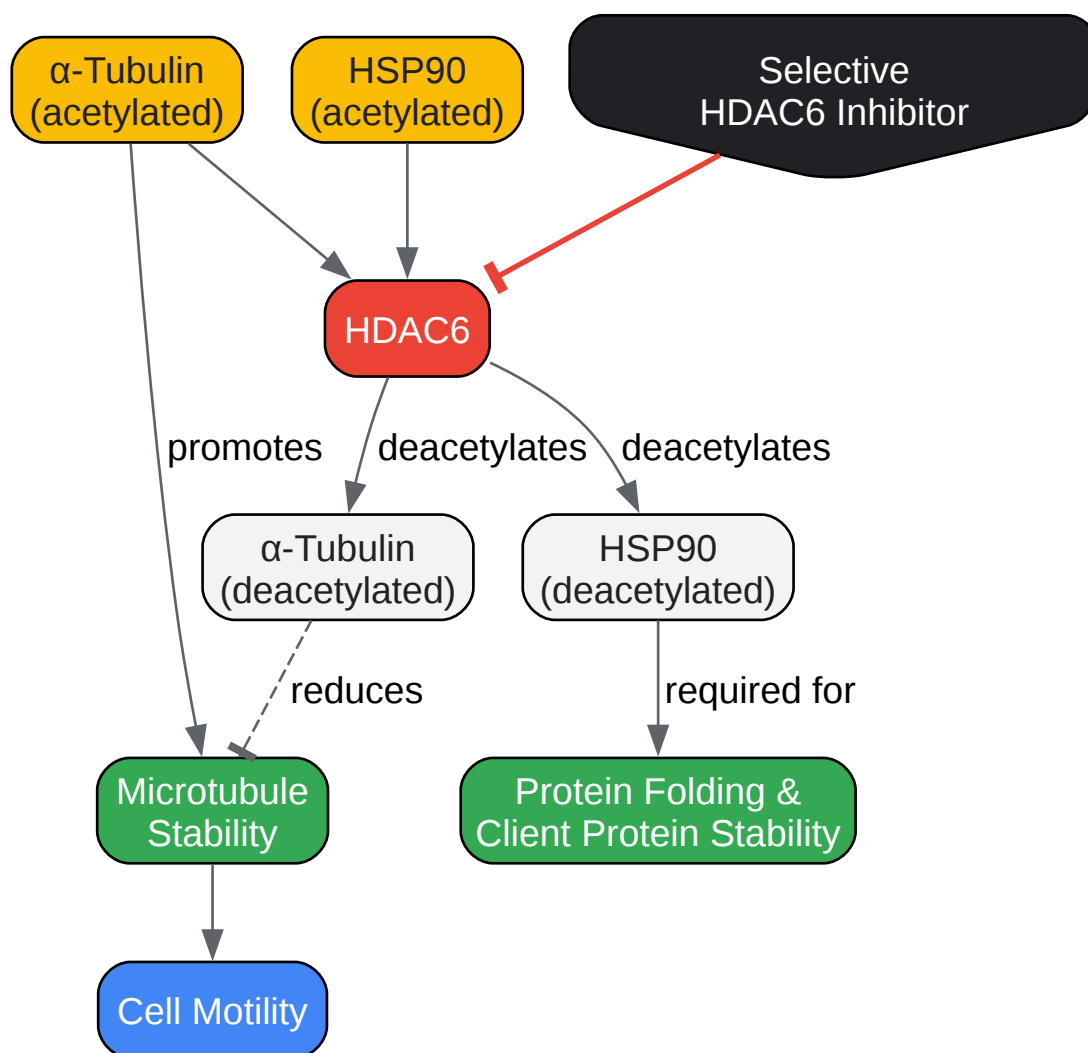 α-Tubulin
(acetylated)
HSP90
(acetylated)
Selective
HDAC6 Inhibitor
HDAC6
promotes
deacetylates
deacetylates
α-Tubulin
(deacetylated)
HSP90
(deacetylated)
reduces
required for
Microtubule
Stability
Protein Folding &
Client Protein Stability
Cell Motility